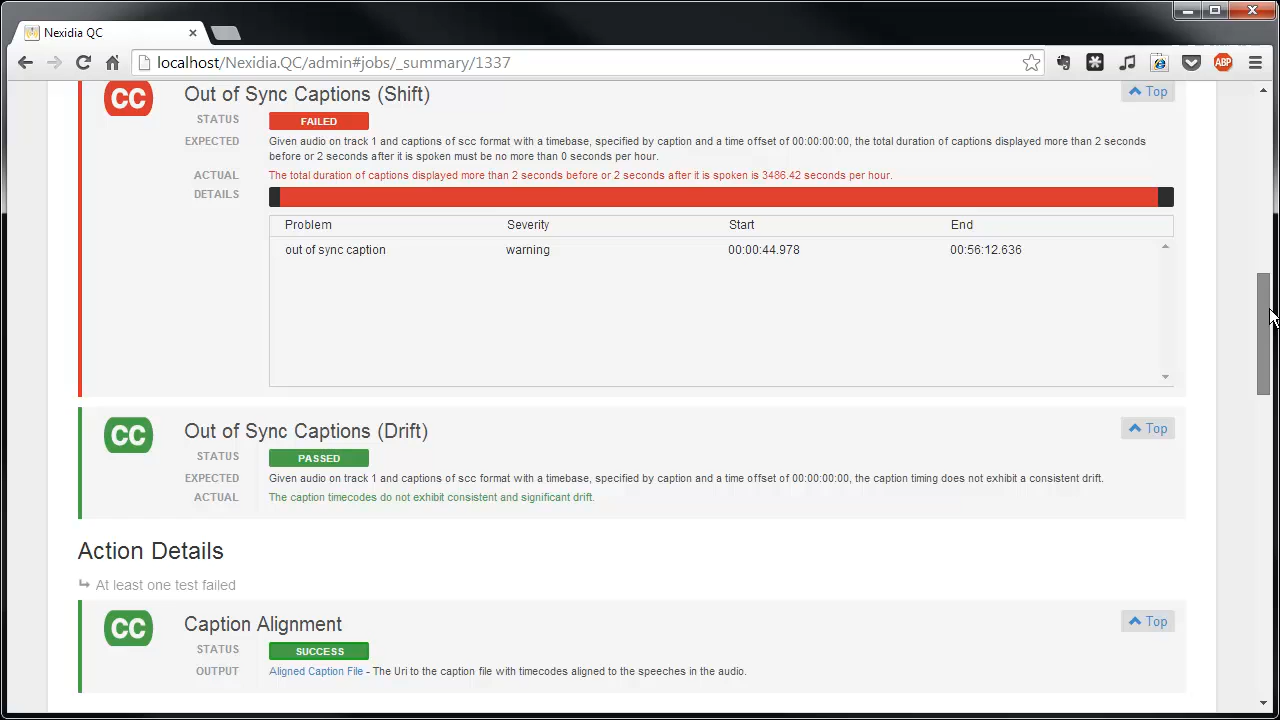 Nexidia QC
localhost/Nexidia.QC/admin#jobs/_summary/1337
ABP
CC
Out of Sync Captions (Shift)
Top
STATUS
FAILED
EXPECTED
Given audio on track 1 and captions of scc format with a timebase, specified by caption and a time offset of 00:00:00:00, the total duration of captions displayed more than 2 seconds
before or 2 seconds after it is spoken must be no more than 0 seconds per hour.
ACTUAL
The total duration of captions displayed more than 2 seconds before or 2 seconds after it is spoken is 3486.42 seconds per hour.
DETAILS
Problem Severity Start End
out of sync caption warning 00:00:44.978 00:56:12.636
CC
Out of Sync Captions (Drift)
Top
STATUS
PASSED
EXPECTED
Given audio on track 1 and captions of scc format with a timebase, specified by caption and a time offset of 00:00:00:00, the caption timing does not exhibit a consistent drift.
ACTUAL
The caption timecodes do not exhibit consistent and significant drift.
Action Details
At least one test failed
CC
Caption Alignment
Top
STATUS
SUCCESS
OUTPUT
Aligned Caption File - The Uri to the caption file with timecodes aligned to the speeches in the audio.